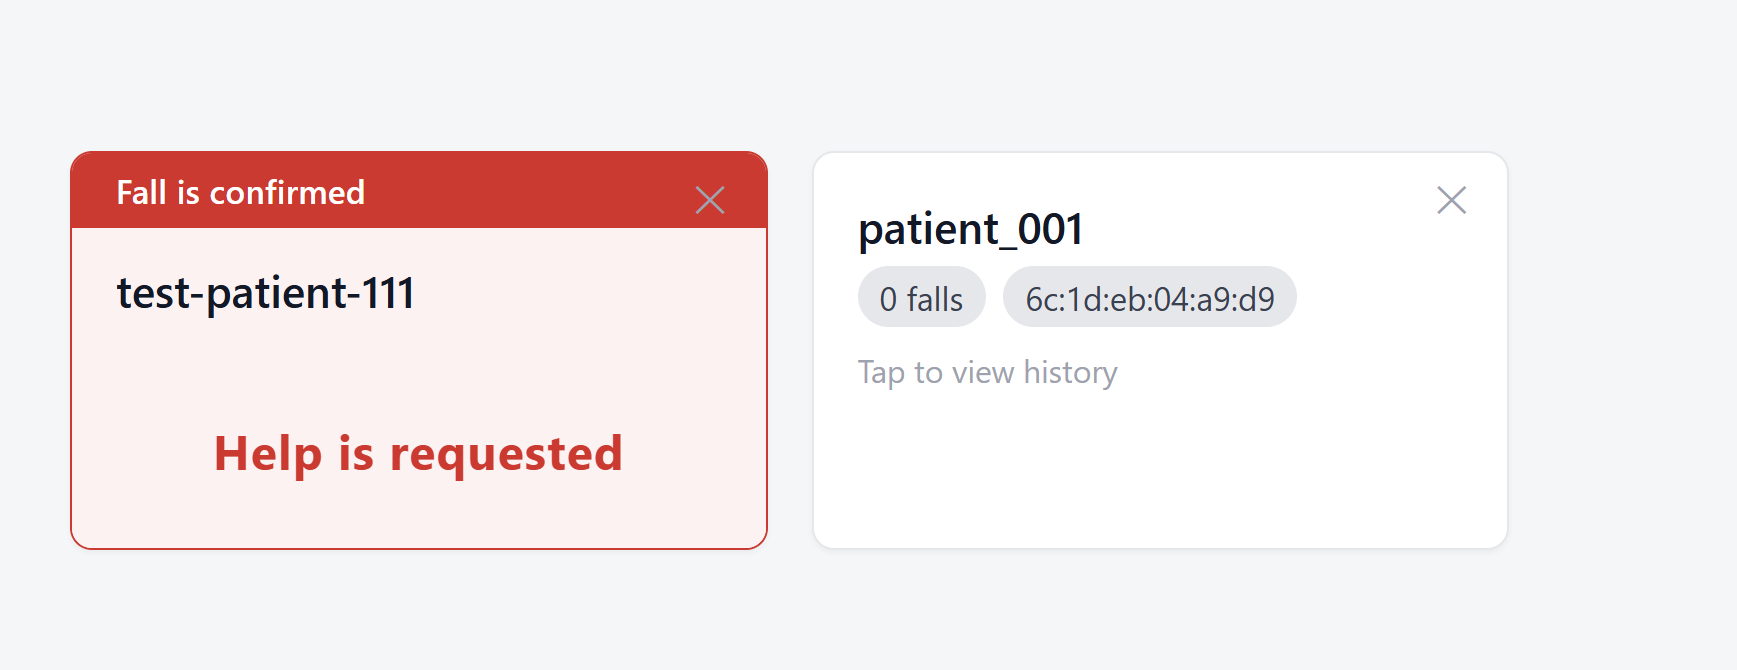 Fall is confirmed
test-patient-111
Help is requested
patient_001
0 falls
6c:1d:eb:04:a9:d9
Tap to view history